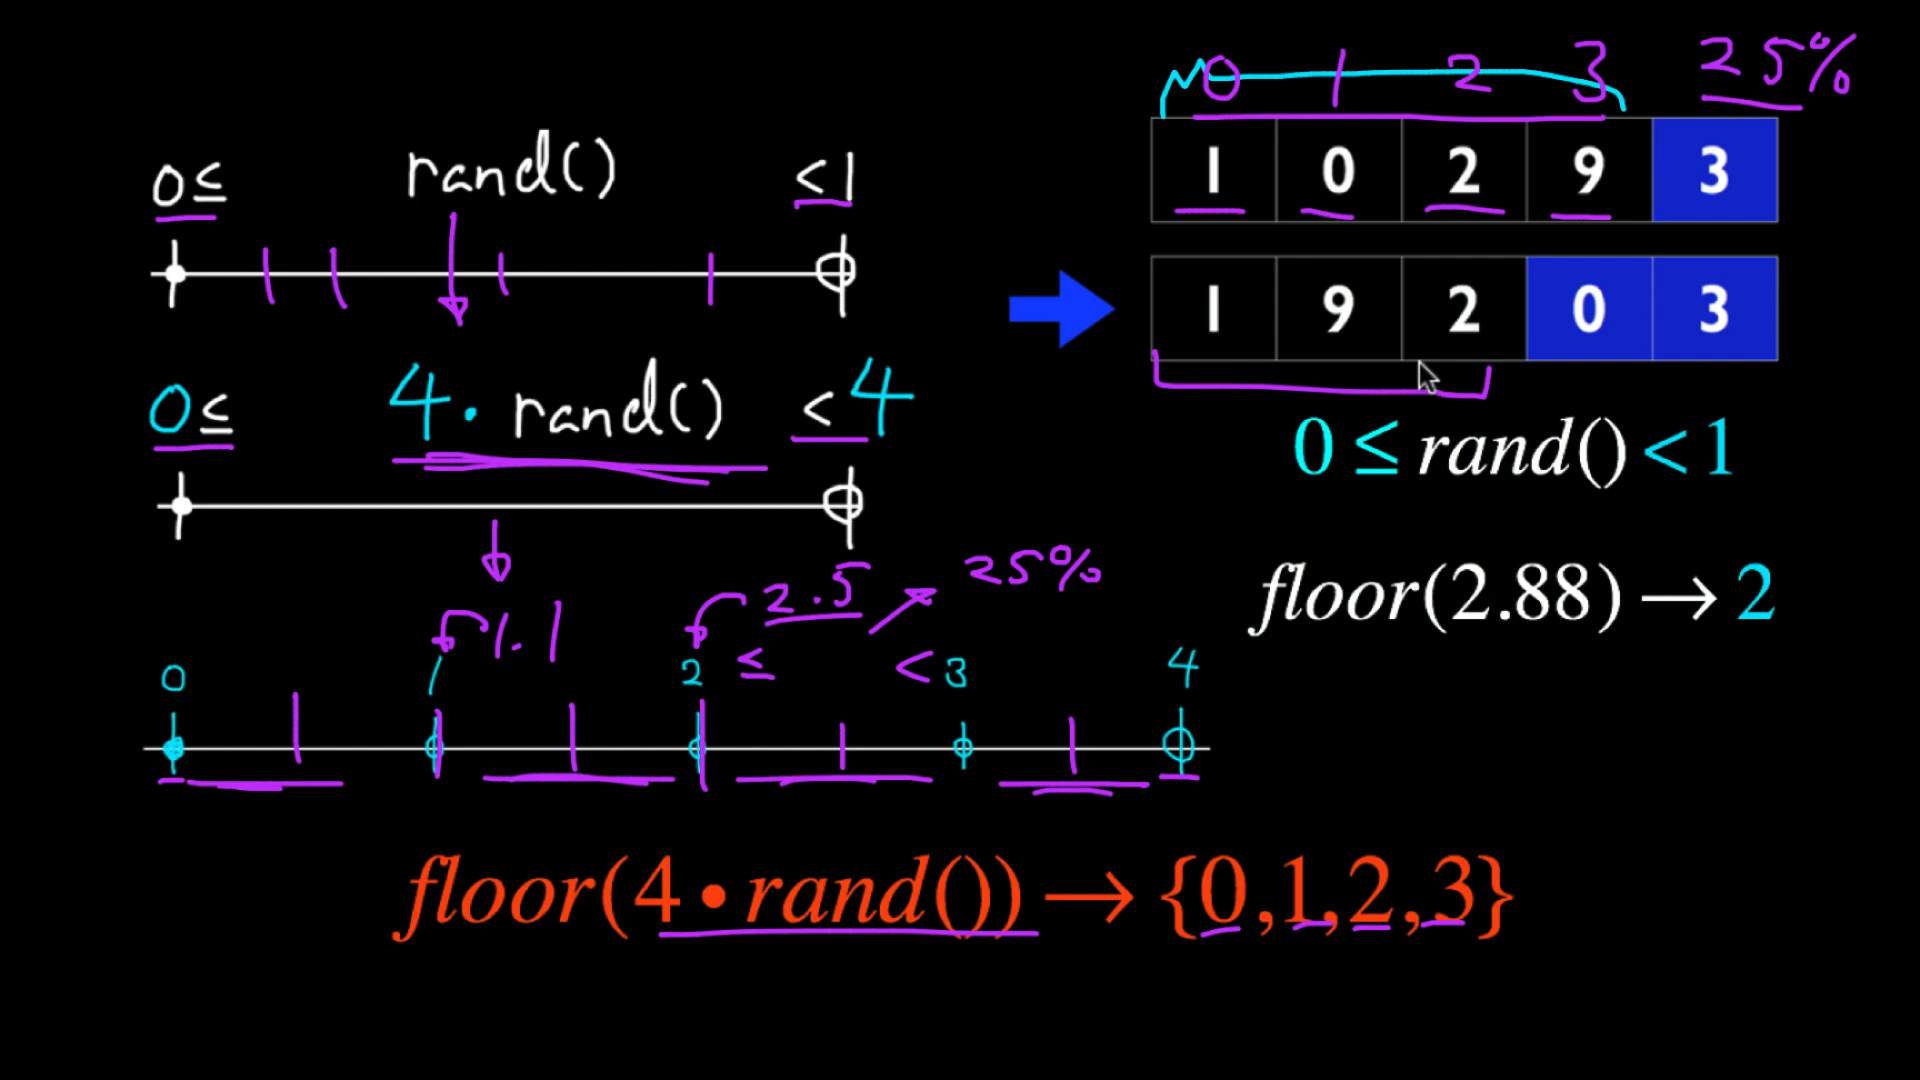 0 1 2 3 25%
1 0 2 9 3
0≤ rand() <1
1 9 2 0 3
0≤ 4· rand() <4
0 ≤ rand() < 1
floor(2.88) → 2
1.1 2.5 25%
0 1 2 ≤ < 3 4
floor(4 • rand()) → {0,1,2,3}